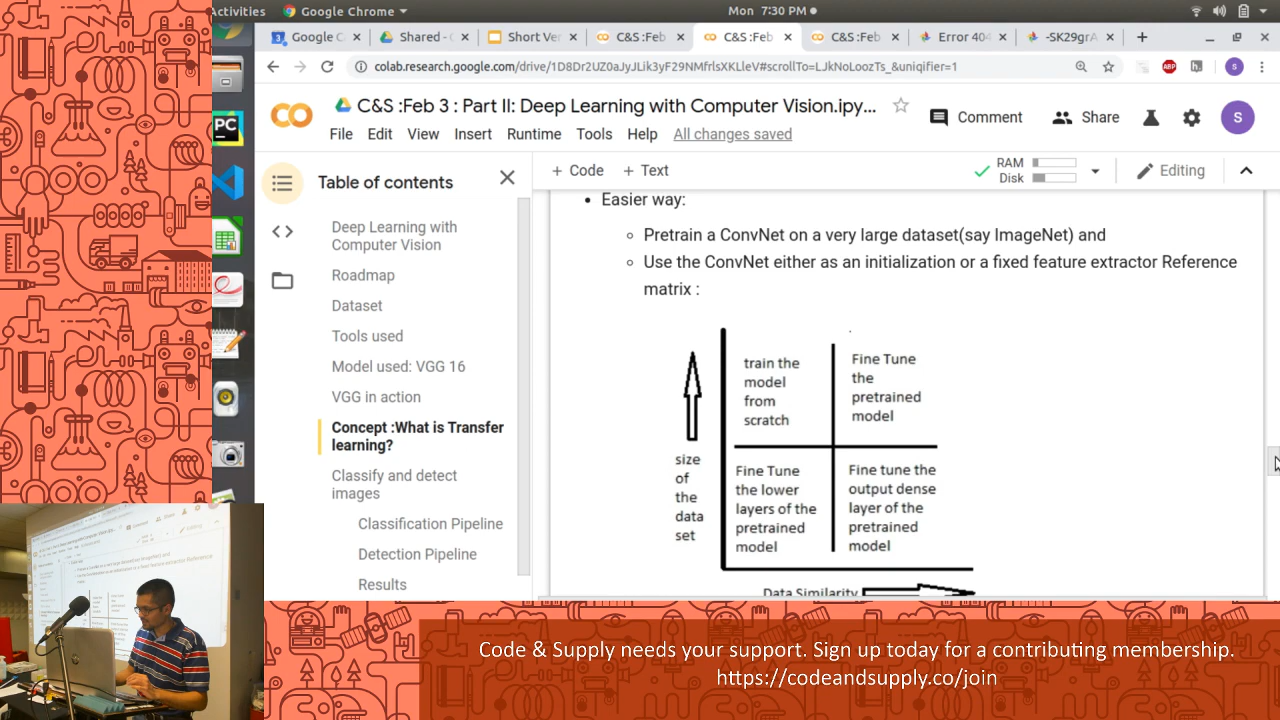 Activities
Google Chrome
Mon 7:30 PM
Google C
Shared - (
Short Ver
C&S :Feb
C&S :Feb
C&S :Feb
Error 404
-SK29grA
colab.research.google.com/drive/1D8Dr2UZ0aJyJLik3yF29NMfrlsXKLleV#scrollTo=LJkNoLoozTs_&uniqifier=1
ABP
S
C&S :Feb 3 : Part II: Deep Learning with Computer Vision.ipy...
File Edit View Insert Runtime Tools Help All changes saved
Comment
Share
S
PC
Table of contents
Deep Learning with
Computer Vision
Roadmap
Dataset
Tools used
Model used: VGG 16
VGG in action
Concept :What is Transfer
learning?
Classify and detect
images
Classification Pipeline
Detection Pipeline
Results
+ Code + Text
RAM
Disk
Editing
• Easier way:
◦ Pretrain a ConvNet on a very large dataset(say ImageNet) and
◦ Use the ConvNet either as an initialization or a fixed feature extractor Reference
matrix :
train the
model
from
scratch
Fine Tune
the
pretrained
model
size
of
the
data
set
Fine Tune
the lower
layers of the
pretrained
model
Fine tune the
output dense
layer of the
pretrained
model
Data Similarity
Code & Supply needs your support. Sign up today for a contributing membership.
https://codeandsupply.co/join